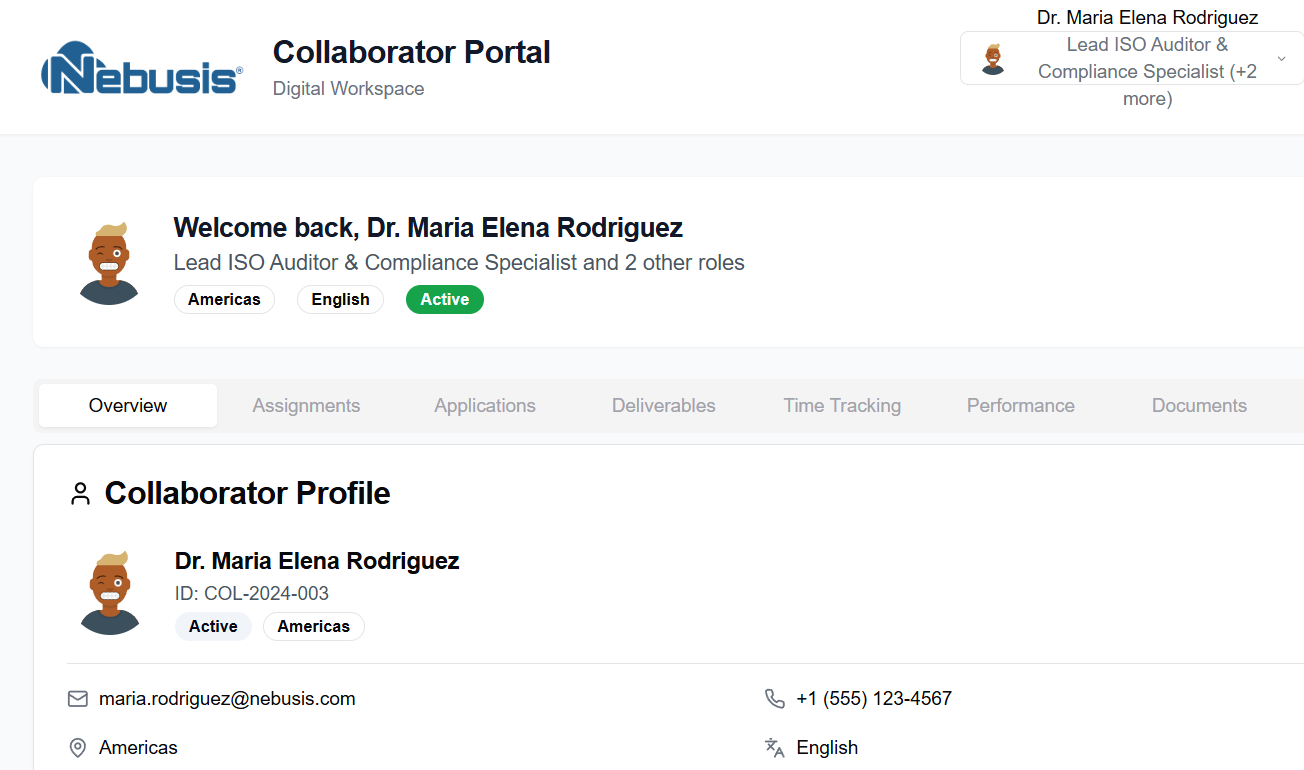 Nebusis®
Collaborator Portal
Digital Workspace
Dr. Maria Elena Rodriguez
Lead ISO Auditor &
Compliance Specialist (+2
more)
Welcome back, Dr. Maria Elena Rodriguez
Lead ISO Auditor & Compliance Specialist and 2 other roles
Americas English Active
Overview Assignments Applications Deliverables Time Tracking Performance Documents
Collaborator Profile
Dr. Maria Elena Rodriguez
ID: COL-2024-003
Active Americas
maria.rodriguez@nebusis.com +1 (555) 123-4567
Americas English